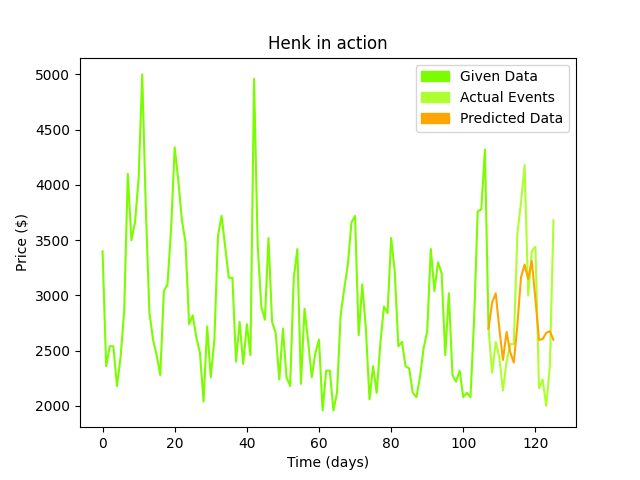 Henk in action
Given Data
Actual Events
Predicted Data
Price ($)
5000
4500
4000
3500
3000
2500
2000
0 20 40 60 80 100 120
Time (days)